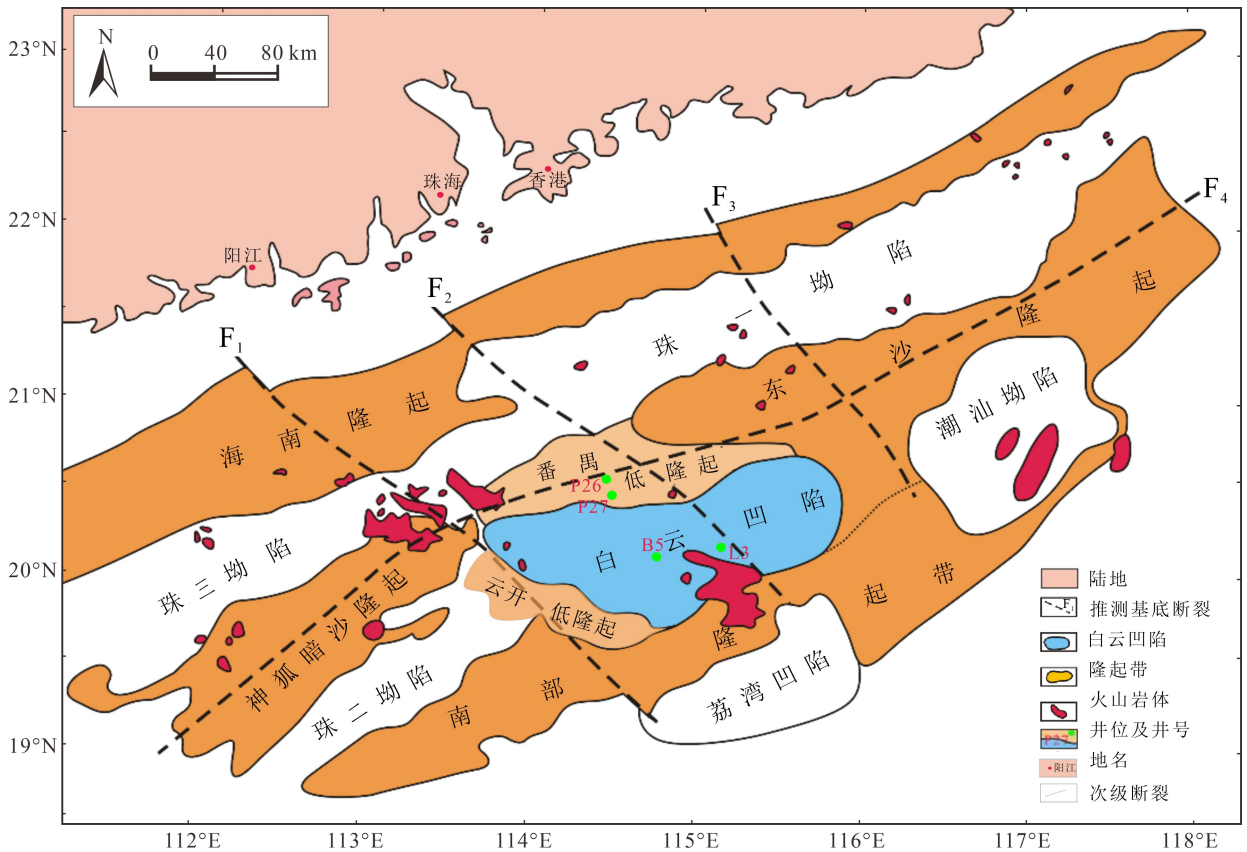 N
0 40 80 km
23°N
22°N
21°N
20°N
19°N
112°E
113°E
114°E
115°E
116°E
117°E
118°E
珠海
香港
阳江
F1
F2
F3
F4
珠一坳陷
东沙隆起
潮汕坳陷
海南隆起
番禺低隆起
P26
P27
白云凹陷
B5
L3
珠三坳陷
神狐暗沙隆起
云开低隆起
珠二坳陷
南部隆起带
荔湾凹陷
陆地
推测基底断裂
白云凹陷
隆起带
火山岩体
P27
井位及井号
阳江
地名
次级断裂